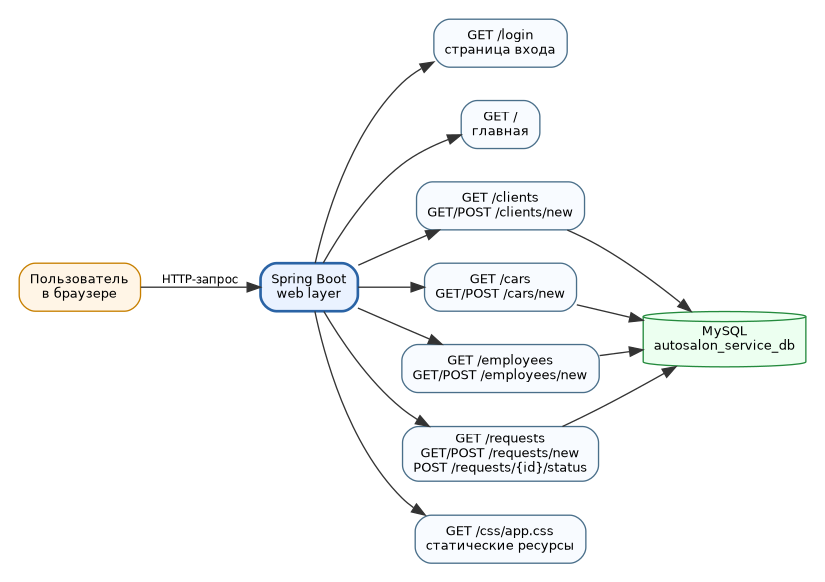 GET /login
страница входа
GET /
главная
GET /clients
GET/POST /clients/new
Пользователь
в браузере
HTTP-запрос
Spring Boot
web layer
GET /cars
GET/POST /cars/new
MySQL
autosalon_service_db
GET /employees
GET/POST /employees/new
GET /requests
GET/POST /requests/new
POST /requests/{id}/status
GET /css/app.css
статические ресурсы